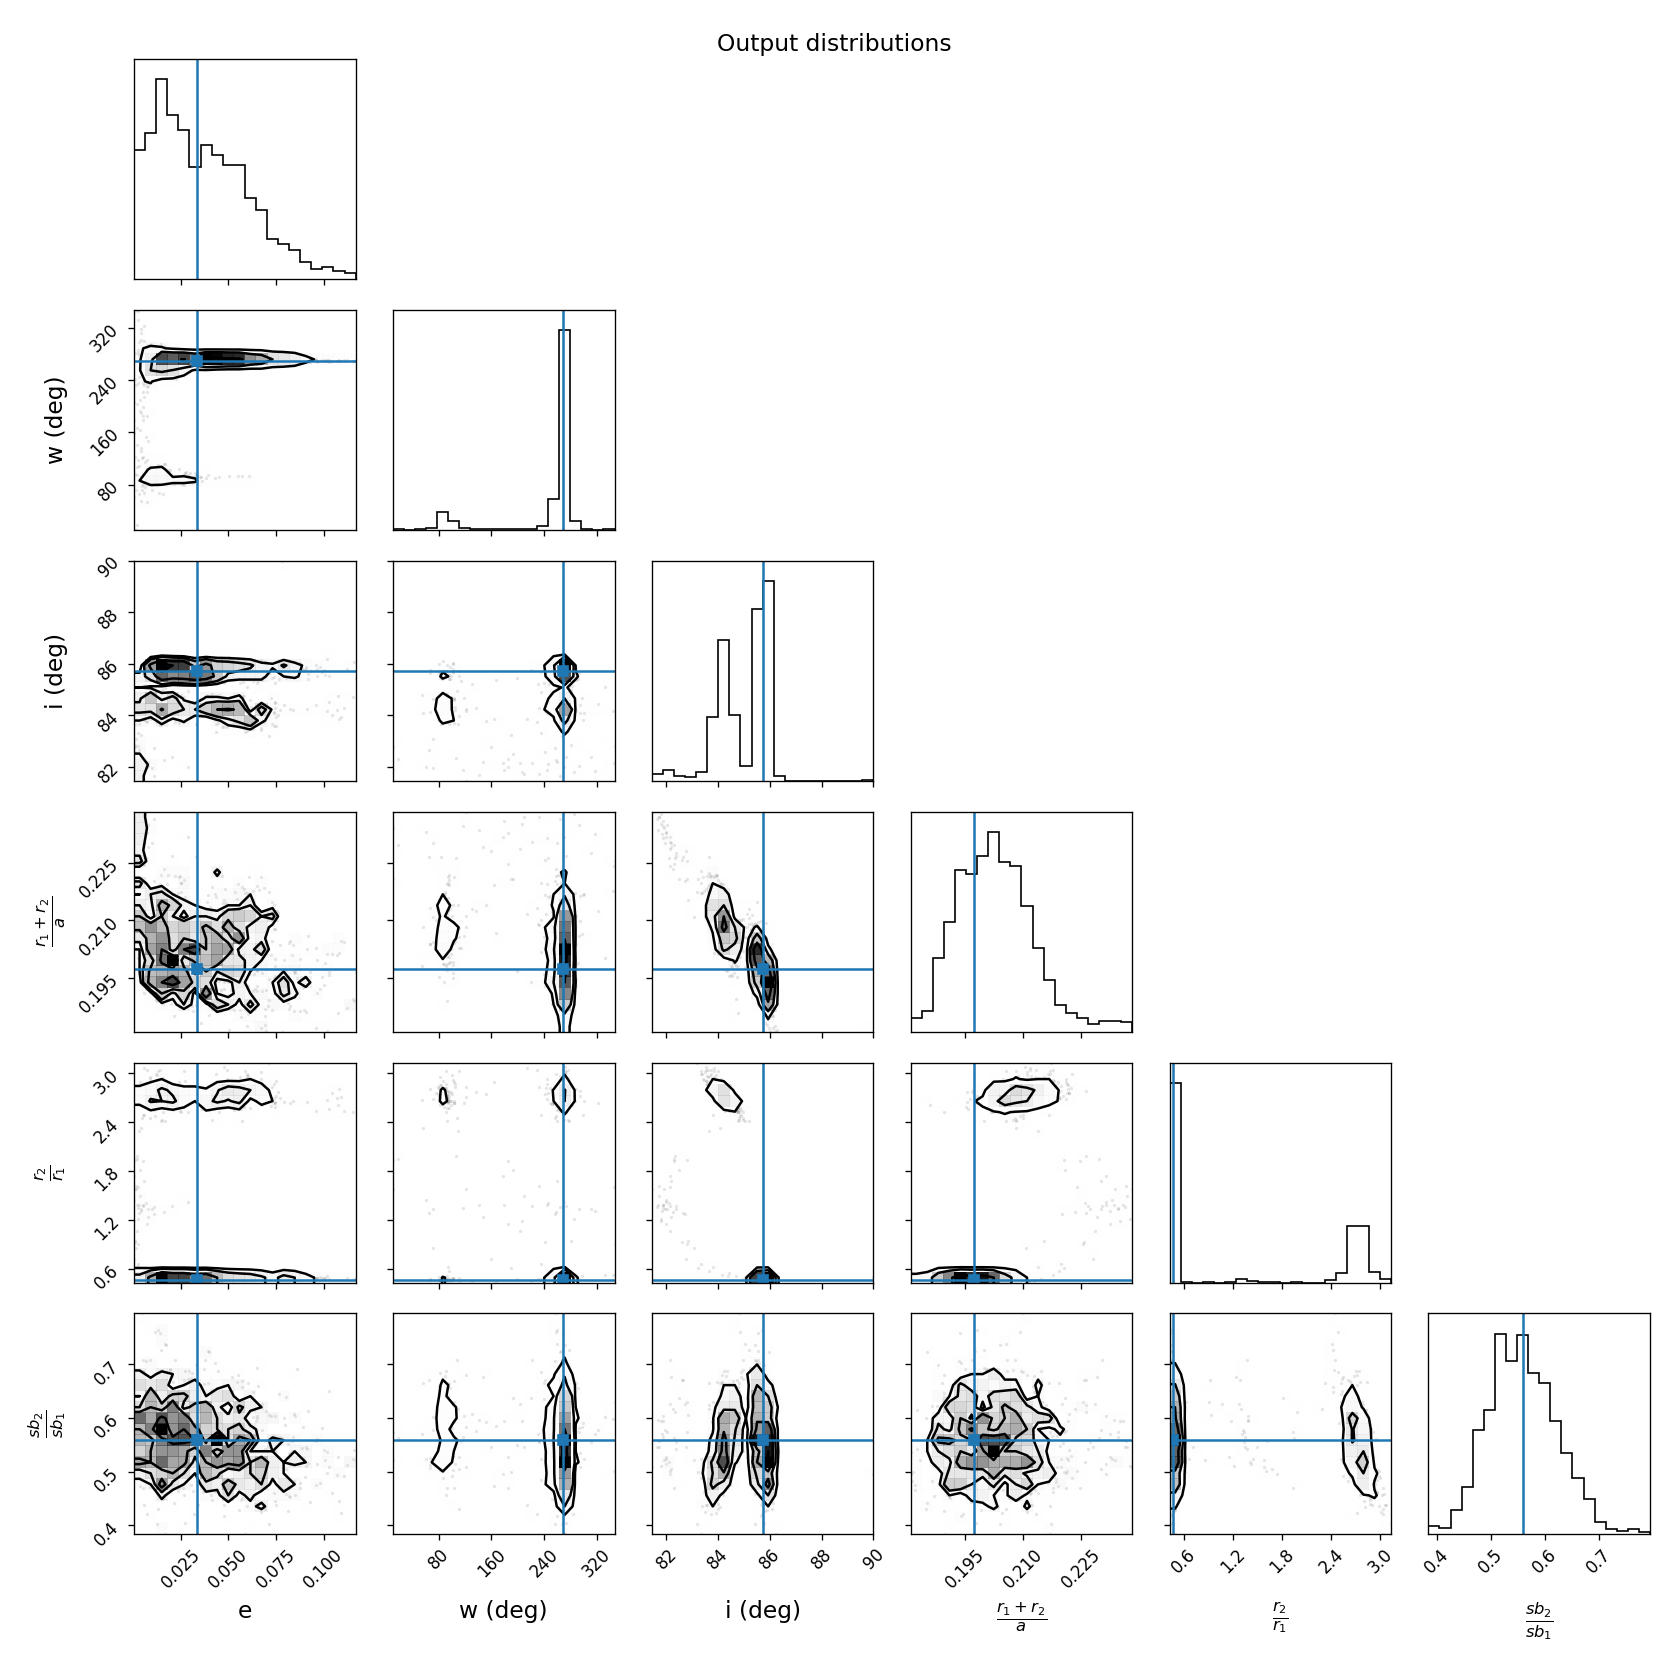 Output distributions
w (deg)
320
240
160
80
i (deg)
90
88
86
84
82
r₁ + r₂
a
0.225
0.210
0.195
r₂
r₁
3.0
2.4
1.8
1.2
0.6
sb₂
sb₁
0.7
0.6
0.5
0.4
0.025 0.050 0.075 0.100 80 160 240 320 82 84 86 90 0.195 0.210 0.225 0.6 1.2 1.8 2.4 3.0 0.4 0.5 0.6 0.7
e w (deg) i (deg) r₁ + r₂ r₂ sb₂
a r₁ sb₁